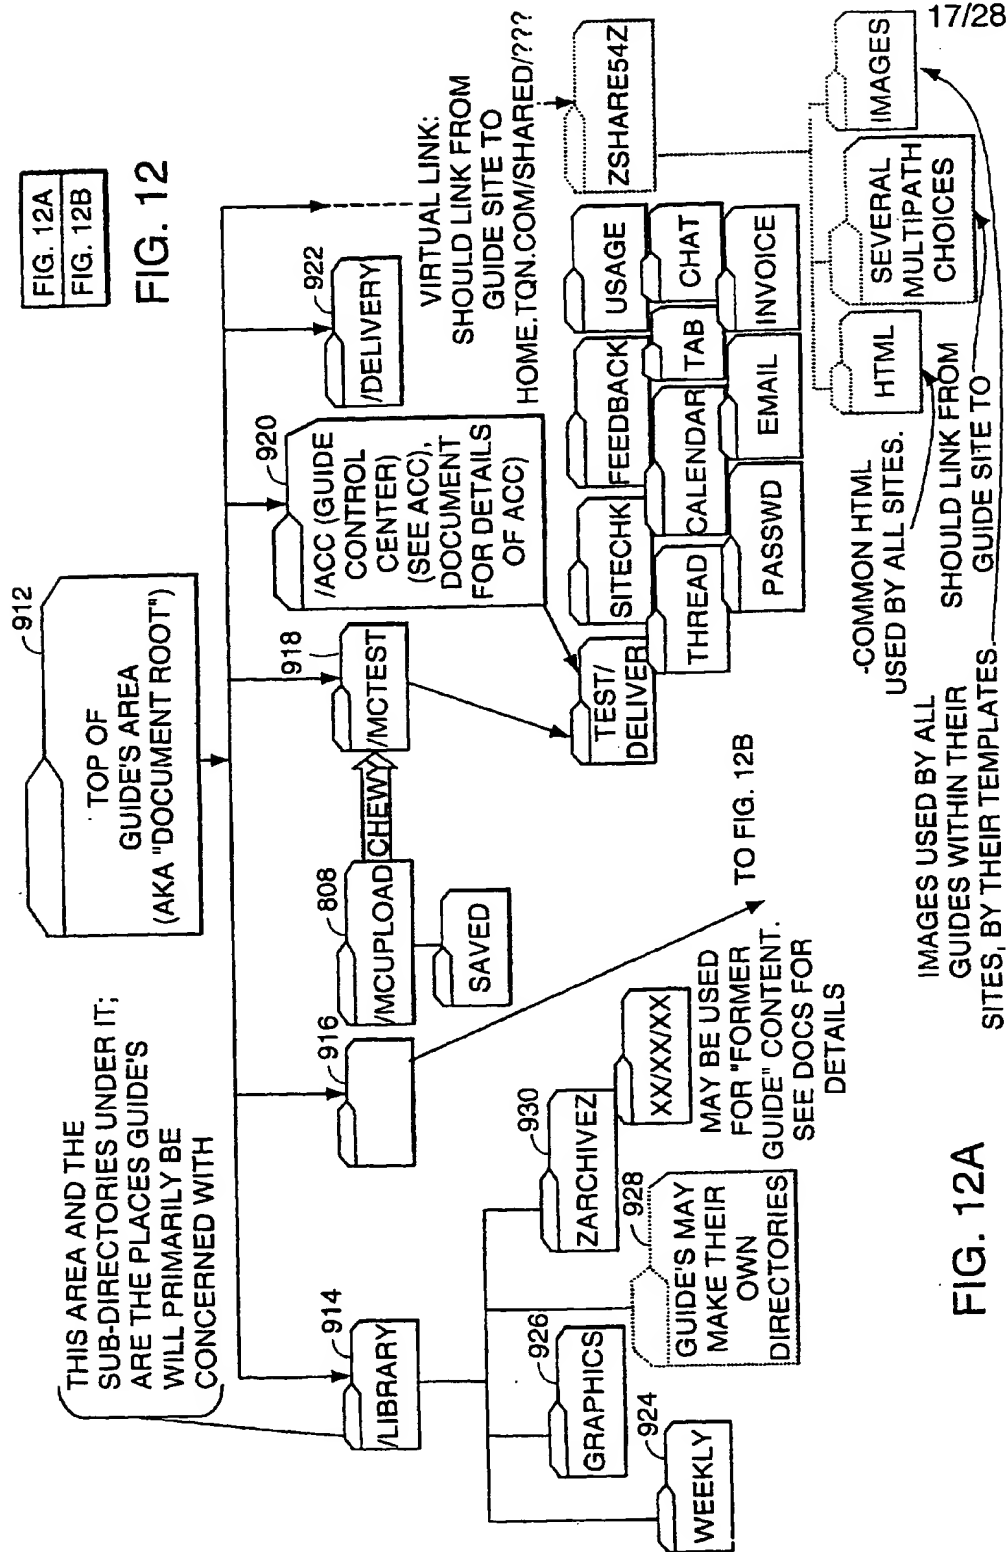 17/28
FIG. 12A
FIG. 12B
FIG. 12
912
TOP OF
GUIDE'S AREA
(AKA "DOCUMENT ROOT")
THIS AREA AND THE
SUB-DIRECTORIES UNDER IT;
ARE THE PLACES GUIDE'S
WILL PRIMARILY BE
CONCERNED WITH
914
/LIBRARY
916
808
/MCUPLOAD
CHEWY
SAVED
918
/MCTEST
920
/ACC (GUIDE
CONTROL
CENTER)
(SEE ACC),
DOCUMENT
FOR DETAILS
OF ACC)
922
/DELIVERY
VIRTUAL LINK:
SHOULD LINK FROM
GUIDE SITE TO
HOME.TQN.COM/SHARED/???
ZSHARE54Z
TEST/
DELIVER
SITECHK
FEEDBACK
USAGE
THREAD
CALENDAR
TAB
CHAT
PASSWD
EMAIL
INVOICE
HTML
SEVERAL
MULTIPATH
CHOICES
IMAGES
-COMMON HTML
USED BY ALL SITES.
SHOULD LINK FROM
GUIDE SITE TO
IMAGES USED BY ALL
GUIDES WITHIN THEIR
SITES, BY THEIR TEMPLATES.
TO FIG. 12B
924
WEEKLY
926
GRAPHICS
928
GUIDE'S MAY
MAKE THEIR
OWN
DIRECTORIES
930
ZARCHIVEZ
XX/XX/XX
MAY BE USED
FOR "FORMER
GUIDE" CONTENT.
SEE DOCS FOR
DETAILS
FIG. 12A